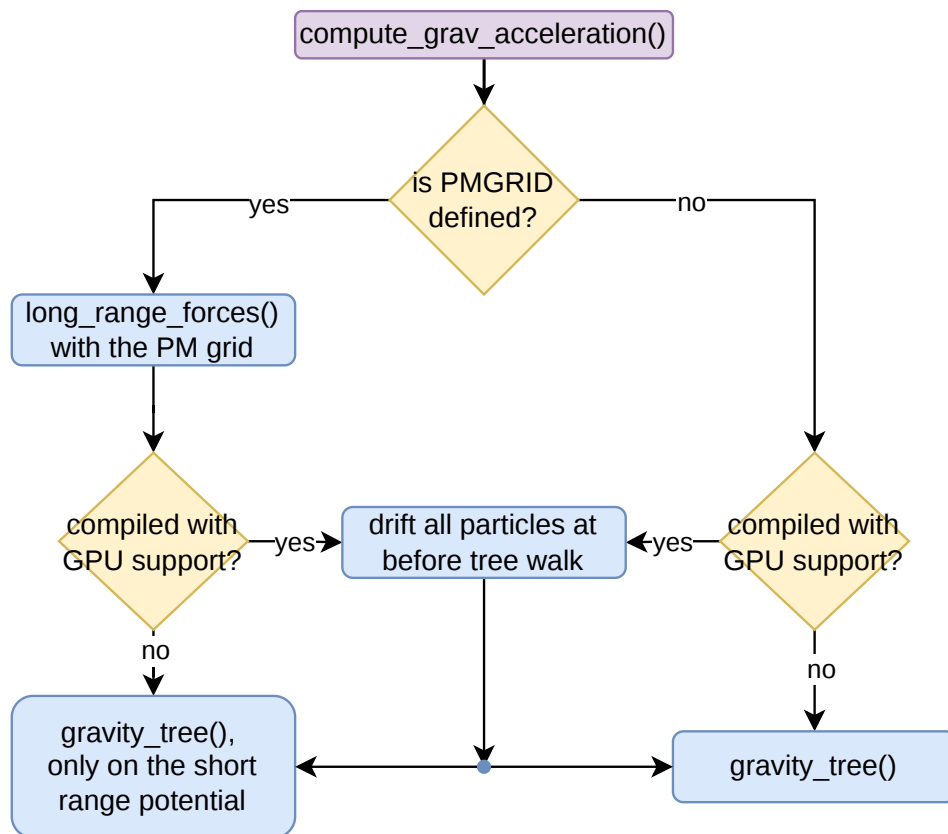 compute_grav_acceleration()
is PMGRID
defined?
yes
no
long_range_forces()
with the PM grid
compiled with
GPU support?
yes
drift all particles at
before tree walk
yes
compiled with
GPU support?
no
no
gravity_tree(),
only on the short
range potential
gravity_tree()